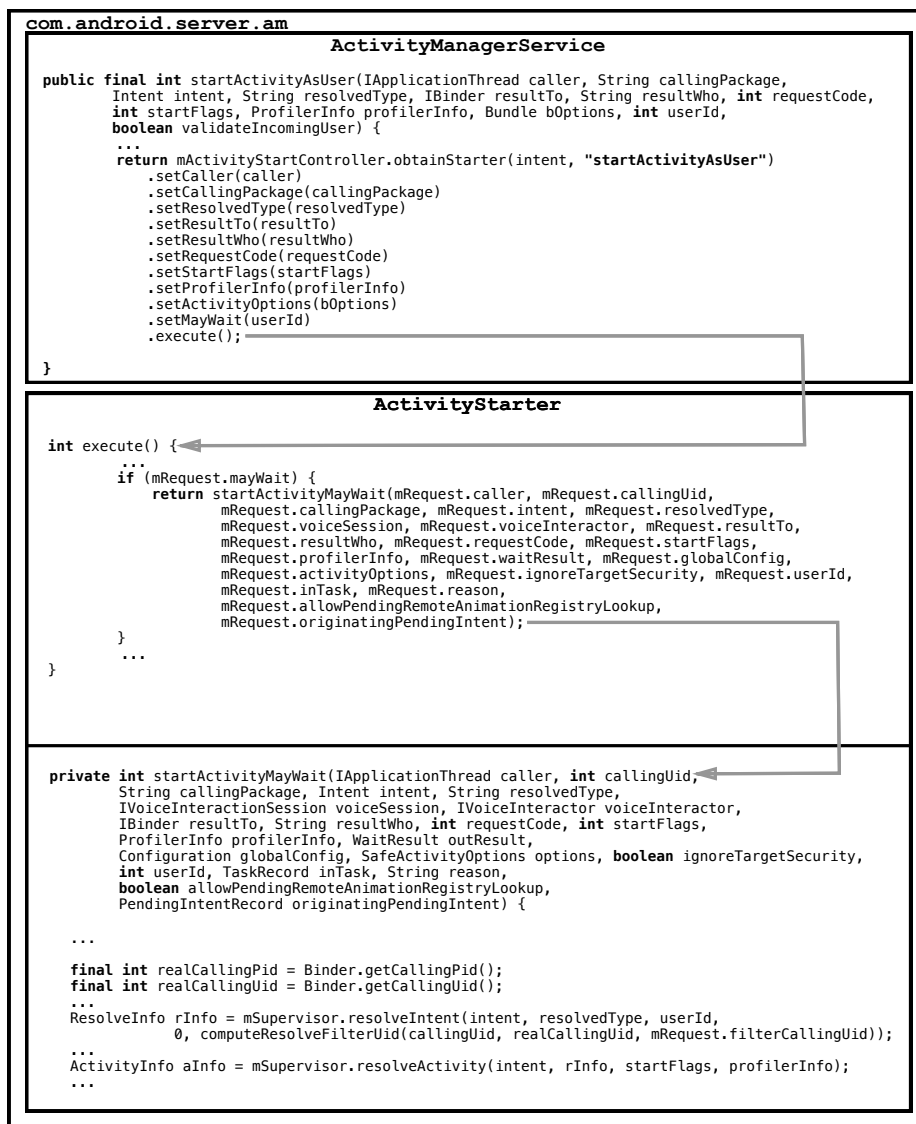 com.android.server.am
ActivityManagerService
public final int startActivityAsUser(IApplicationThread caller, String callingPackage,
Intent intent, String resolvedType, IBinder resultTo, String resultWho, int requestCode,
int startFlags, ProfilerInfo profilerInfo, Bundle bOptions, int userId,
boolean validateIncomingUser) {
...
return mActivityStartController.obtainStarter(intent, "startActivityAsUser")
.setCaller(caller)
.setCallingPackage(callingPackage)
.setResolvedType(resolvedType)
.setResultTo(resultTo)
.setResultWho(resultWho)
.setRequestCode(requestCode)
.setStartFlags(startFlags)
.setProfilerInfo(profilerInfo)
.setActivityOptions(bOptions)
.setMayWait(userId)
.execute();
}
ActivityStarter
int execute() {
...
if (mRequest.mayWait) {
return startActivityMayWait(mRequest.caller, mRequest.callingUid,
mRequest.callingPackage, mRequest.intent, mRequest.resolvedType,
mRequest.voiceSession, mRequest.voiceInteractor, mRequest.resultTo,
mRequest.resultWho, mRequest.requestCode, mRequest.startFlags,
mRequest.profilerInfo, mRequest.waitResult, mRequest.globalConfig,
mRequest.activityOptions, mRequest.ignoreTargetSecurity, mRequest.userId,
mRequest.inTask, mRequest.reason,
mRequest.allowPendingRemoteAnimationRegistryLookup,
mRequest.originatingPendingIntent);
}
...
}
private int startActivityMayWait(IApplicationThread caller, int callingUid,
String callingPackage, Intent intent, String resolvedType,
IVoiceInteractionSession voiceSession, IVoiceInteractor voiceInteractor,
IBinder resultTo, String resultWho, int requestCode, int startFlags,
ProfilerInfo profilerInfo, WaitResult outResult,
Configuration globalConfig, SafeActivityOptions options, boolean ignoreTargetSecurity,
int userId, TaskRecord inTask, String reason,
boolean allowPendingRemoteAnimationRegistryLookup,
PendingIntentRecord originatingPendingIntent) {
...
final int realCallingPid = Binder.getCallingPid();
final int realCallingUid = Binder.getCallingUid();
...
ResolveInfo rInfo = mSupervisor.resolveIntent(intent, resolvedType, userId,
0, computeResolveFilterUid(callingUid, realCallingUid, mRequest.filterCallingUid));
...
ActivityInfo aInfo = mSupervisor.resolveActivity(intent, rInfo, startFlags, profilerInfo);
...